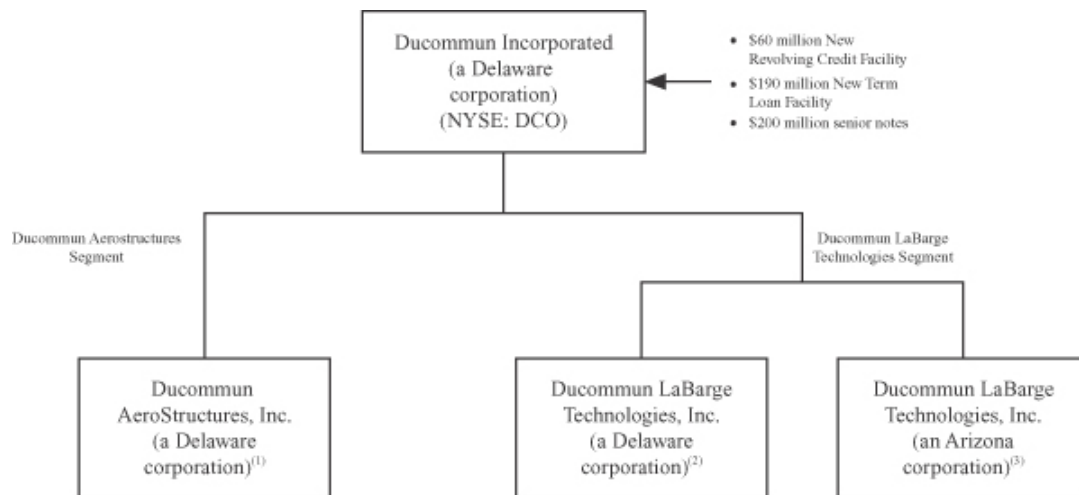 Ducommun Incorporated
(a Delaware
corporation)
(NYSE: DCO)
• $60 million New
Revolving Credit Facility
• $190 million New Term
Loan Facility
• $200 million senior notes
Ducommun Aerostructures
Segment
Ducommun LaBarge
Technologies Segment
Ducommun
AeroStructures, Inc.
(a Delaware
corporation)(1)
Ducommun LaBarge
Technologies, Inc.
(a Delaware
corporation)(2)
Ducommun LaBarge
Technologies, Inc.
(an Arizona
corporation)(3)